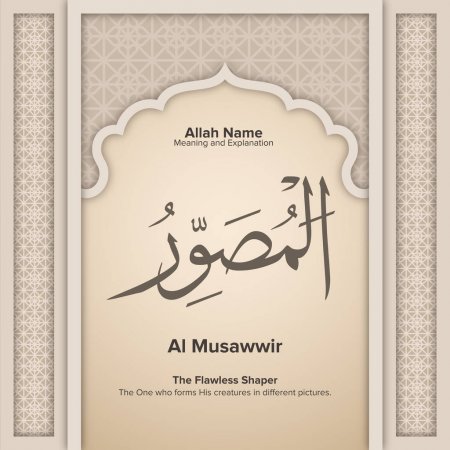 Allah Name
Meaning and Explanation
الْمُصَوِّرُ
Al Musawwir
The Flawless Shaper
The One who forms His creatures in different pictures.